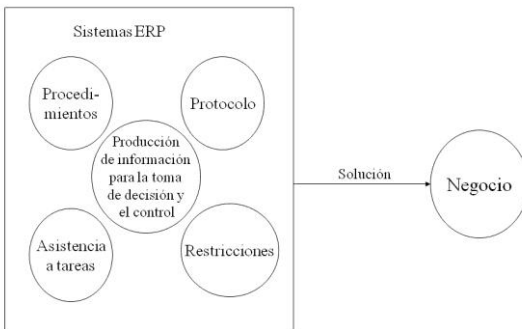 Sistemas ERP
Procedi-
mientos
Protocolo
Producción
de información
para la toma
de decisión y
el control
Solución
Negocio
Asistencia
a tareas
Restricciones